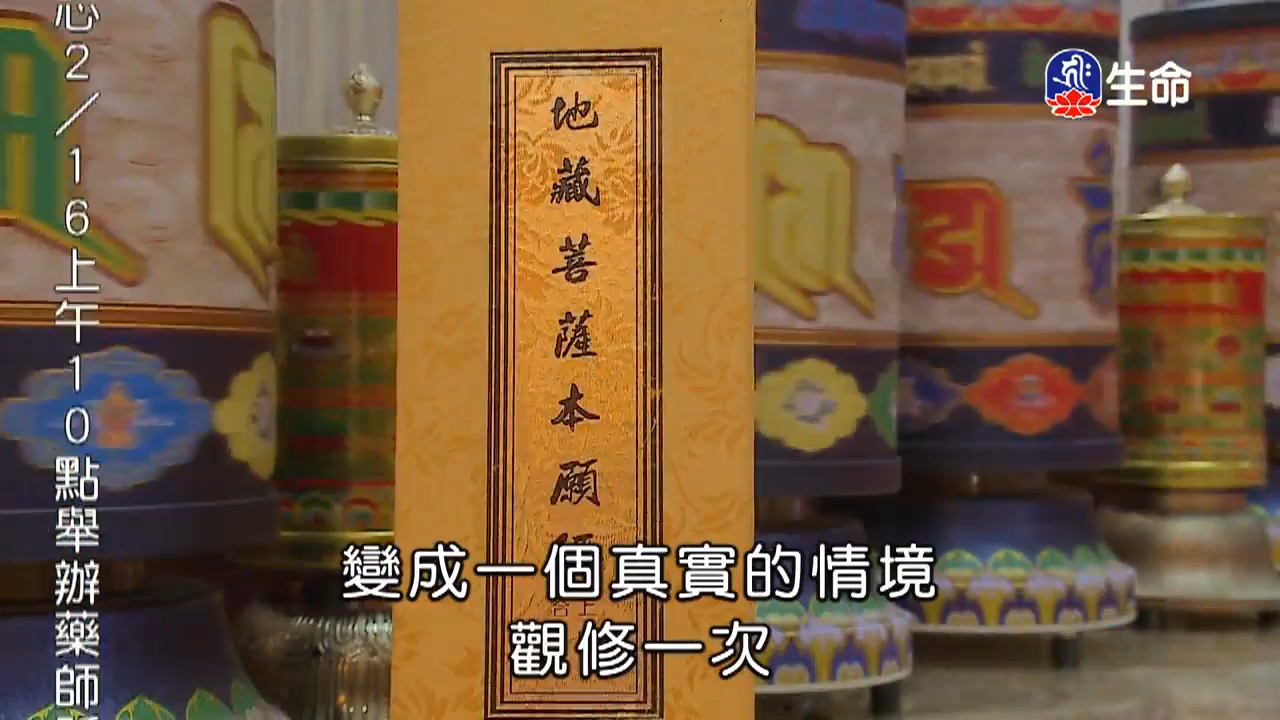 心2/16上午10點舉辦藥師
生命
地藏菩薩本願經
變成一個真實的情境
觀修一次